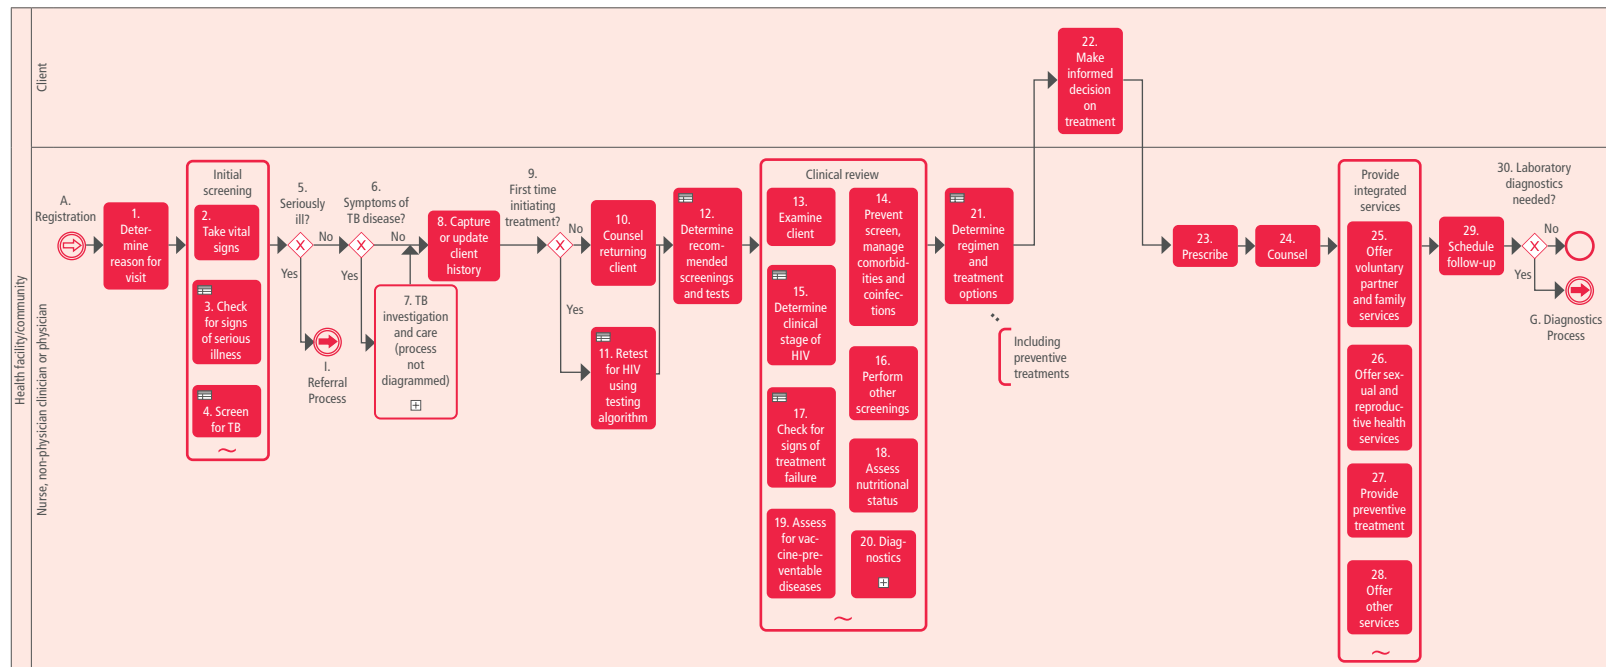 Health facility/community
Client
Nurse, non-physician clinician or physician
A.
Registration
1.
Deter-
mine
reason for
visit
Initial
screening
2.
Take vital
signs
3. Check
for signs
of serious
illness
4. Screen
for TB
~
5.
Seriously
ill?
X
No
Yes
I.
Referral
Process
6.
Symptoms of
TB disease?
X
No
Yes
7. TB
investigation
and care
(process
not
diagrammed)
8. Capture
or update
client
history
9.
First time
initiating
treatment?
X
No
Yes
10.
Counsel
returning
client
11. Retest
for HIV
using
testing
algorithm
12.
Determine
recom-
mended
screenings
and tests
Clinical review
13.
Examine
client
14.
Prevent
screen,
manage
comorbid-
ities and
coinfec-
tions
15.
Determine
clinical
stage of
HIV
16.
Perform
other
screenings
17.
Check for
signs of
treatment
failure
18.
Assess
nutritional
status
19. Assess
for vac-
cine-pre-
ventable
diseases
20. Diag-
nostics
~
21.
Determine
regimen
and
treatment
options
Including
preventive
treatments
22.
Make
informed
decision
on
treatment
23.
Prescribe
24.
Counsel
Provide
integrated
services
25.
Offer
voluntary
partner
and family
services
26.
Offer sex-
ual and
reproduc-
tive health
services
27.
Provide
preventive
treatment
28.
Offer
other
services
~
29.
Schedule
follow-up
30. Laboratory
diagnostics
needed?
X
No
Yes
G. Diagnostics
Process